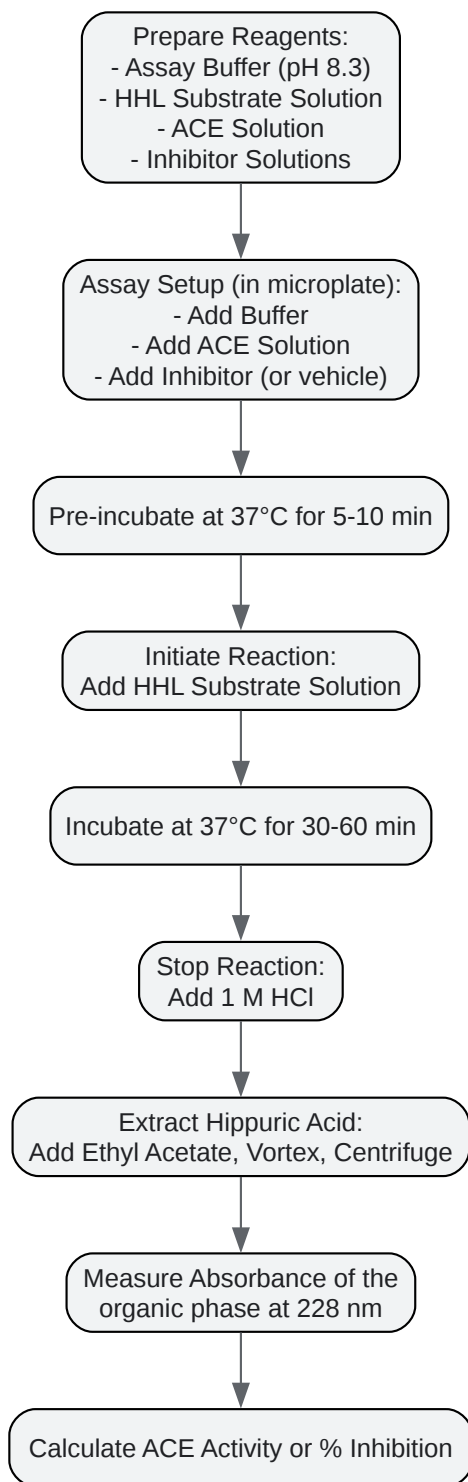 Prepare Reagents:
- Assay Buffer (pH 8.3)
- HHL Substrate Solution
- ACE Solution
- Inhibitor Solutions
Assay Setup (in microplate):
- Add Buffer
- Add ACE Solution
- Add Inhibitor (or vehicle)
Pre-incubate at 37°C for 5-10 min
Initiate Reaction:
Add HHL Substrate Solution
Incubate at 37°C for 30-60 min
Stop Reaction:
Add 1 M HCl
Extract Hippuric Acid:
Add Ethyl Acetate, Vortex, Centrifuge
Measure Absorbance of the
organic phase at 228 nm
Calculate ACE Activity or % Inhibition